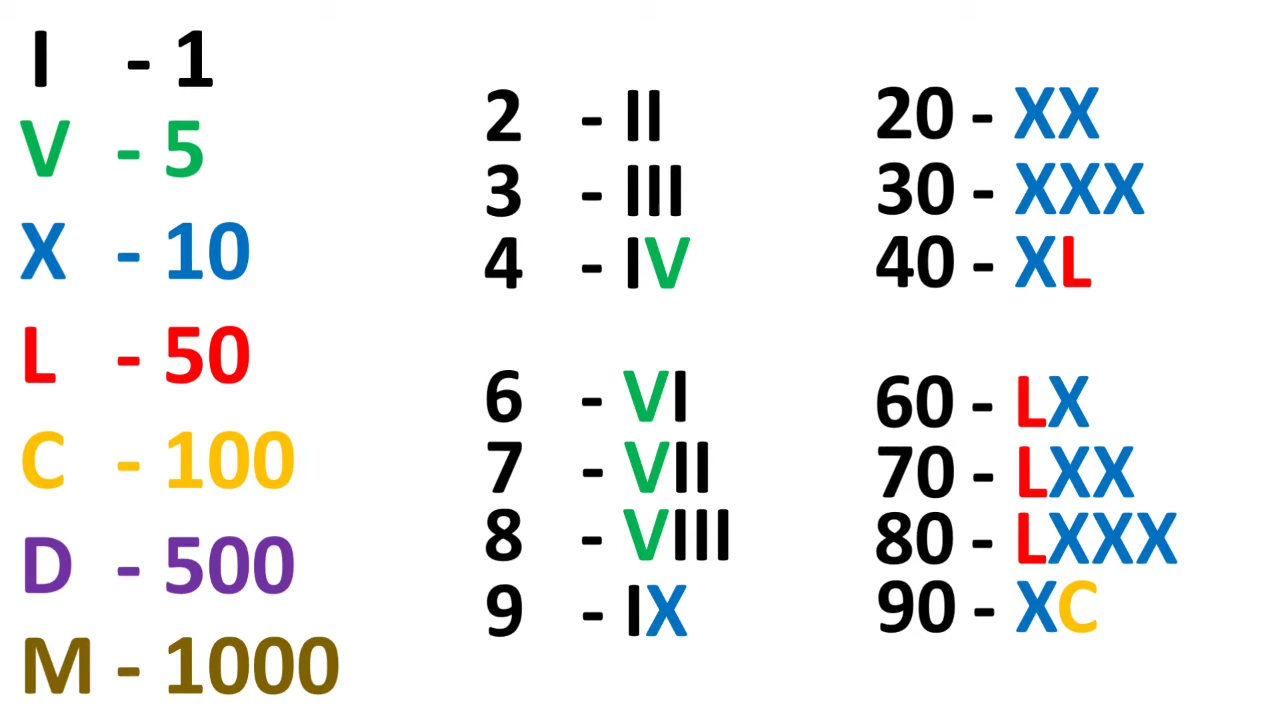 I - 1
V - 5
X - 10
L - 50
C - 100
D - 500
M - 1000
2 - II
3 - III
4 - IV
6 - VI
7 - VII
8 - VIII
9 - IX
20 - XX
30 - XXX
40 - XL
60 - LX
70 - LXX
80 - LXXX
90 - XC